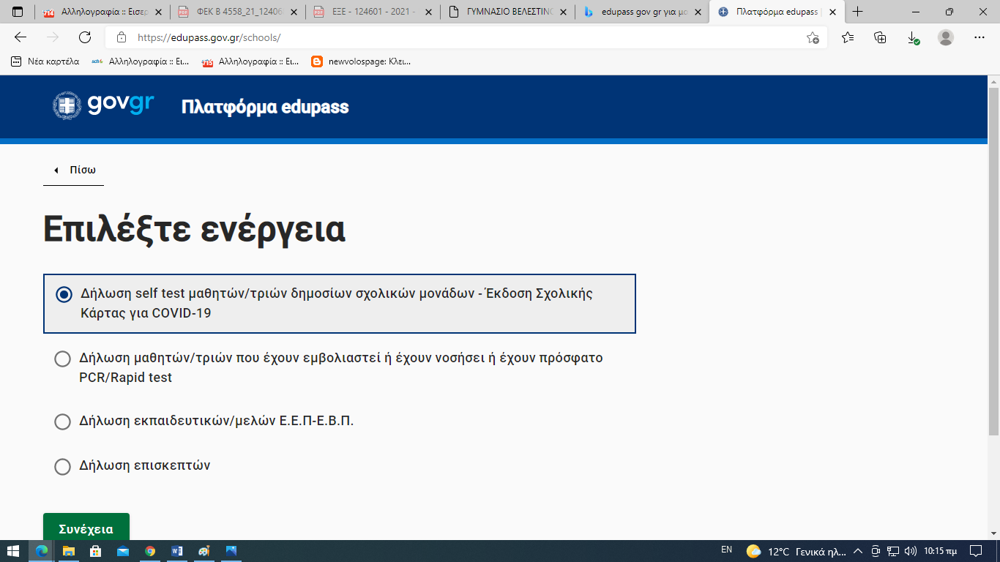 Αλληλογραφία :: Εισερ
ΦΕΚ Β 4558_21_12406
ΕΞΕ - 124601 - 2021 -
ΓΥΜΝΑΣΙΟ ΒΕΛΕΣΤΙΝΟ
edupass gov gr για μο
Πλατφόρμα edupass |
https://edupass.gov.gr/schools/
Νέα καρτέλα
sch
Αλληλογραφία :: Ει...
Αλληλογραφία :: Ει...
newvolospage: Κλει...
govgr
Πλατφόρμα edupass
Πίσω
Επιλέξτε ενέργεια
Δήλωση self test μαθητών/τριών δημοσίων σχολικών μονάδων - Έκδοση Σχολικής
Κάρτας για COVID-19
Δήλωση μαθητών/τριών που έχουν εμβολιαστεί ή έχουν νοσήσει ή έχουν πρόσφατο
PCR/Rapid test
Δήλωση εκπαιδευτικών/μελών Ε.Ε.Π-Ε.Β.Π.
Δήλωση επισκεπτών
Συνέχεια
EN
12°C Γενικά ηλ...
10:15 πμ